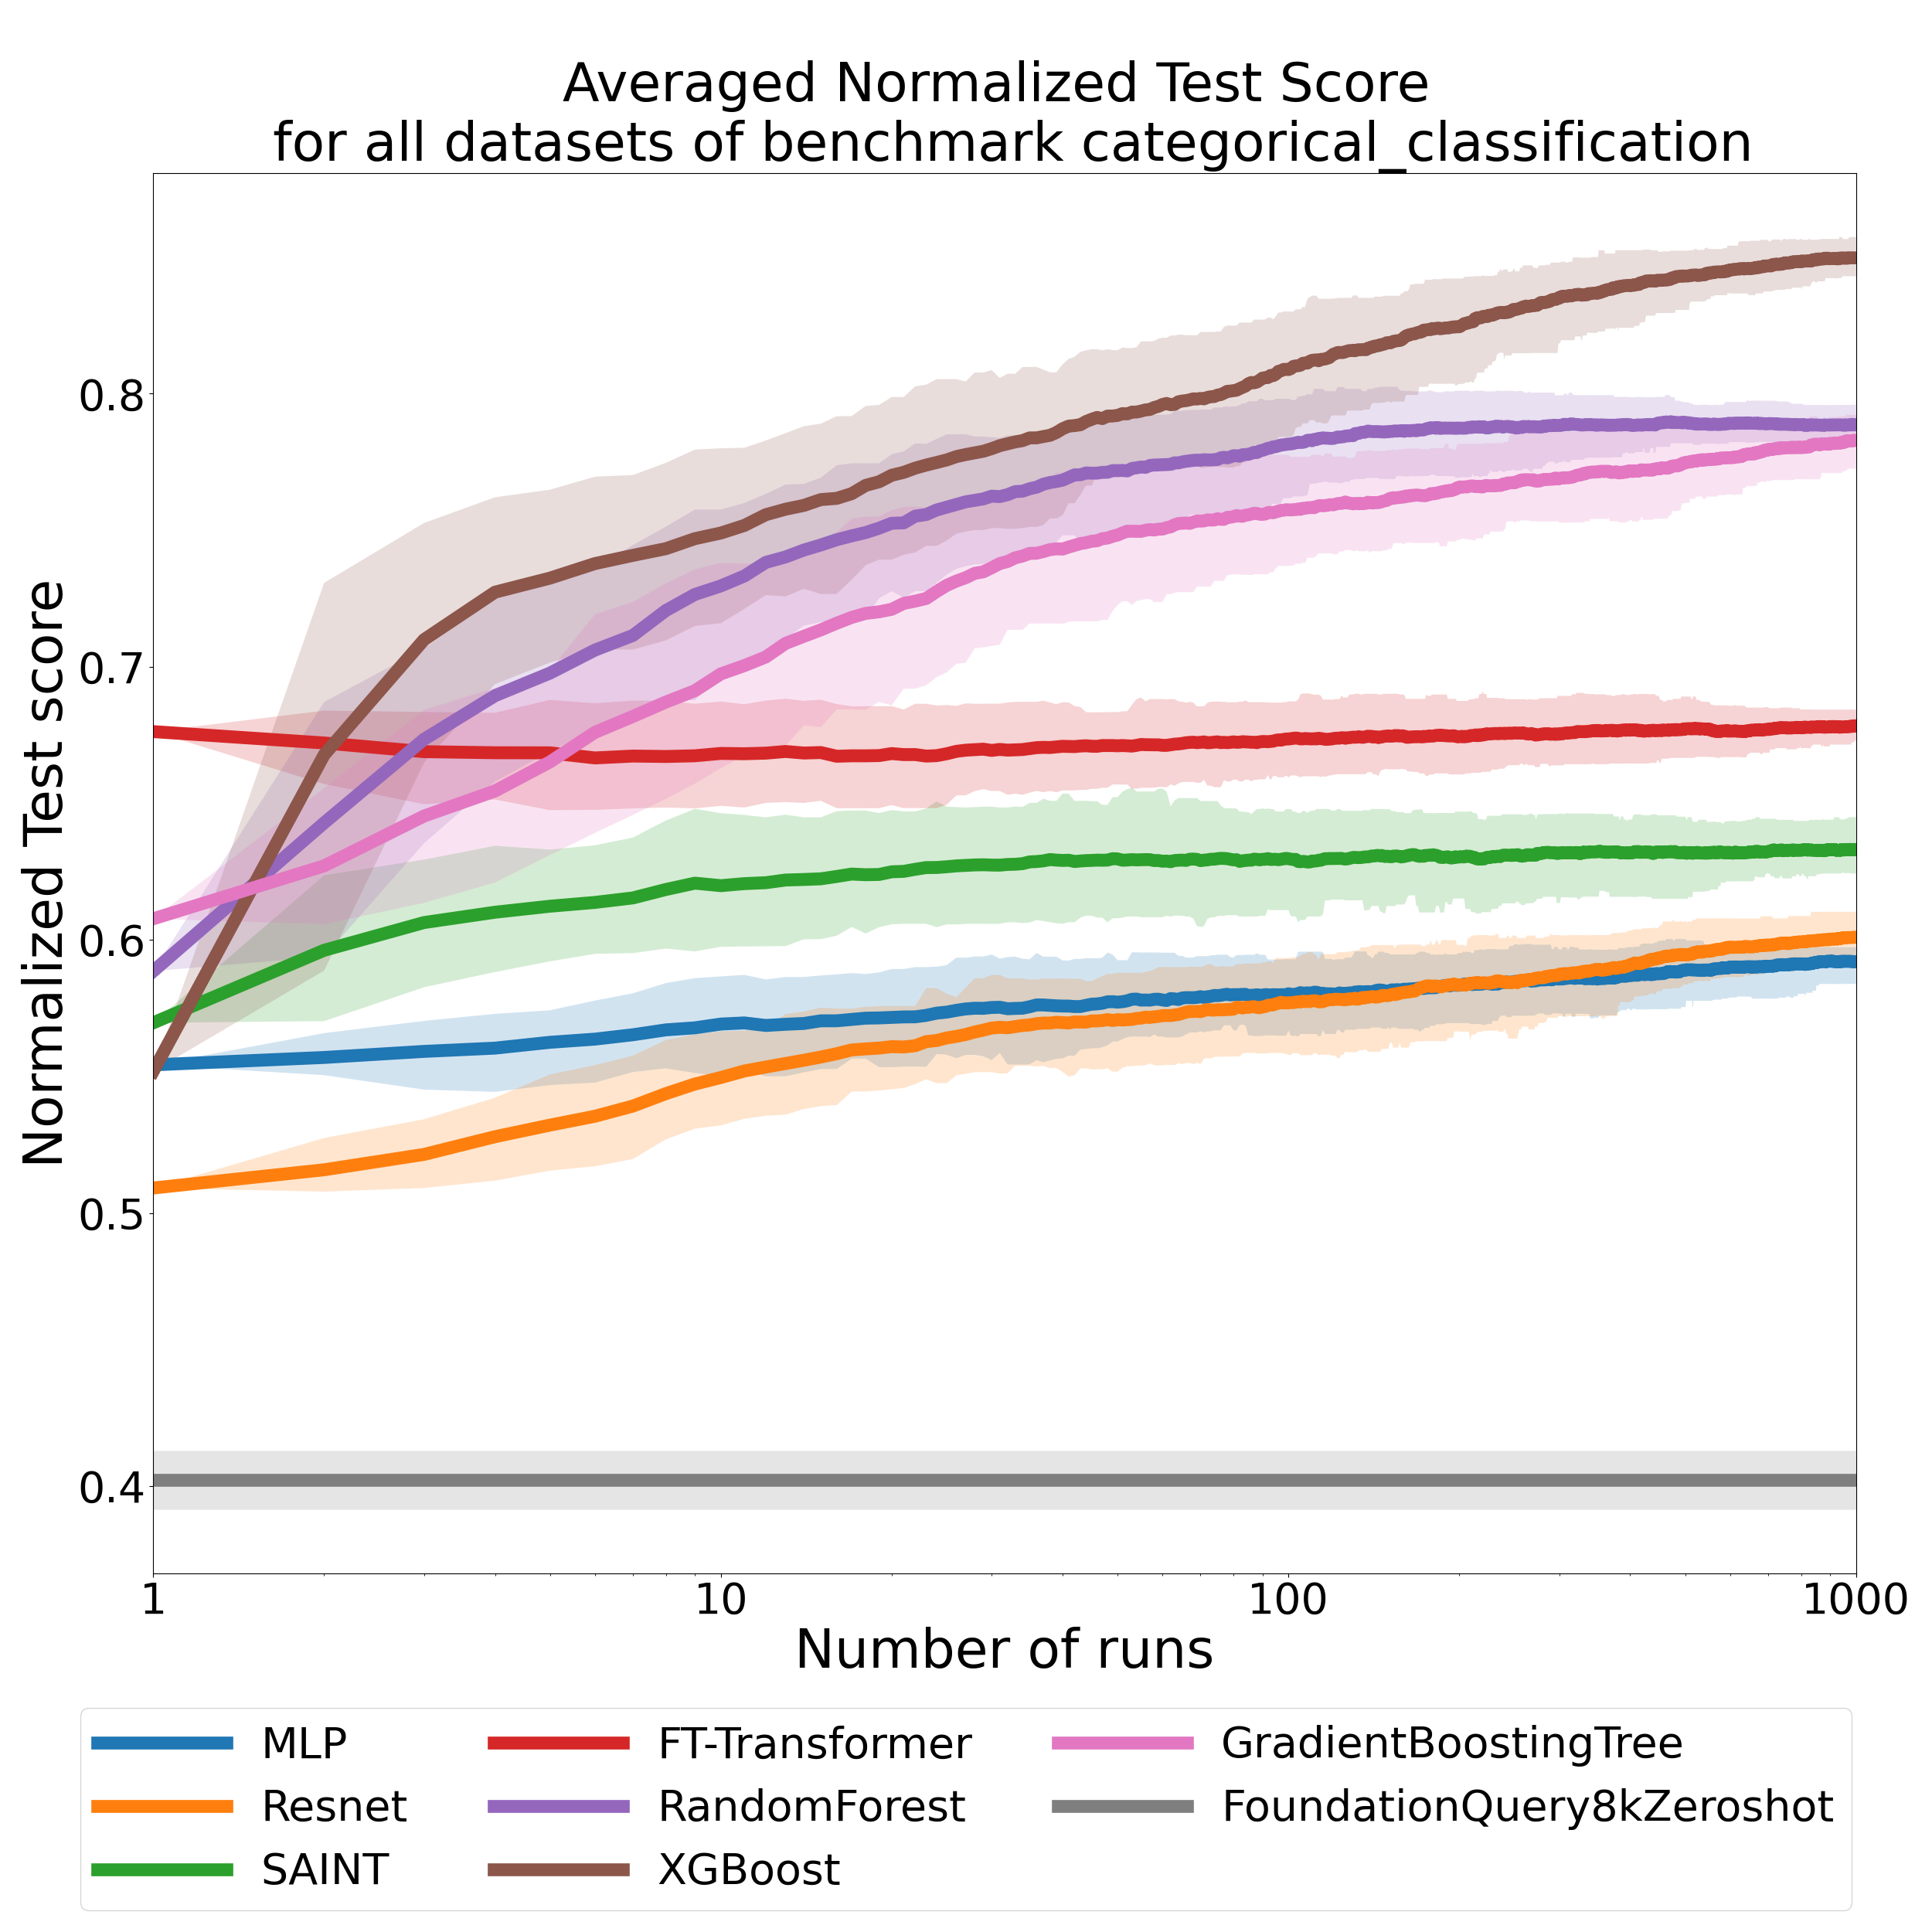 Averaged Normalized Test Score
for all datasets of benchmark categorical_classification
Normalized Test score
0.8
0.7
0.6
0.5
0.4
1
10
100
1000
Number of runs
MLP
Resnet
SAINT
FT-Transformer
RandomForest
XGBoost
GradientBoostingTree
FoundationQuery8kZeroshot